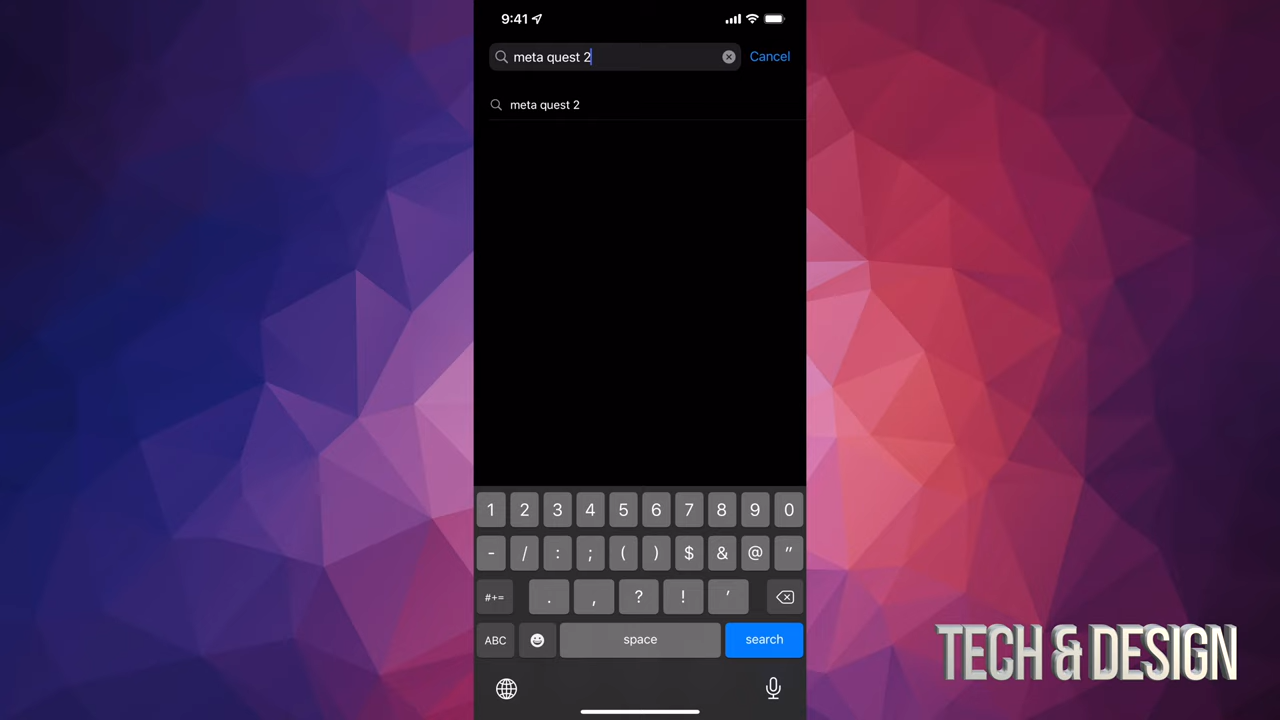 9:41
meta quest 2
Cancel
meta quest 2
1 2 3 4 5 6 7 8 9 0
- / : ; ( ) $ & @ "
#+= . , ? ! '
ABC space search
TECH & DESIGN